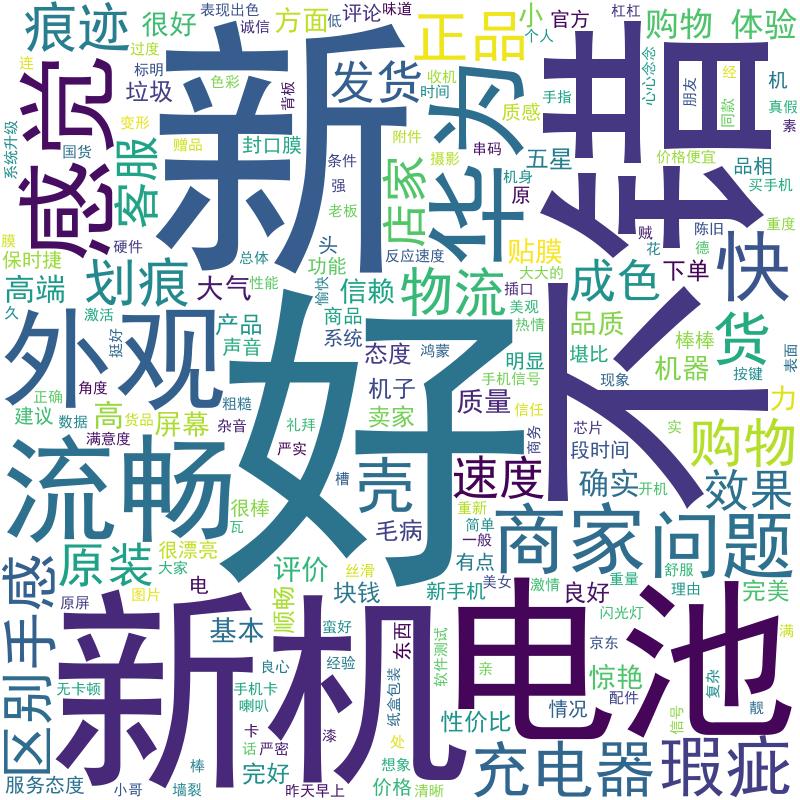 痕迹
很好
表现出色
诚信
方面
低
评论
味道
官方
小
个人
杠杠
购物 体验
连
过度
标明
垃圾
色彩
新
背板
发货
收机
时间
正品
质感
手指
不错
心心念念
朋友
经
同款
机
真假
素
感觉
系统升级
国货
变形
赠品
客服
封口膜
条件
强
老板
附件
摄影
店家
华为
串码
机身
原
五星
价格便宜
品相
买手机
膜
保时捷
硬件
总体
头
功能
反应速度
贴膜
贼
花
陈旧
德
重度
下单
快
高端
划痕
大气
性能
愉快
信赖
物流
插口
大大的
美观
热情
成色
久
激活
挺好
产品
声音
商品
系统
态度
鸿蒙
明显
品质
堪比
棒棒
机器
货
表面
按键
外观
正确
角度
建议
数据
高
货品
屏幕
粗糙
杂音
礼拜
机子
卖家
手机信号
质量
信任
现象
力
满意度
严实
好
商务
芯片
段时间
实
购物
流畅
槽
壳
速度
确实
开机
效果
很棒
瓦
毛病
重新
简单
一般
商家
问题
手感
原装
很漂亮
大家
评价
丝滑
有点
美女
激情
重量
舒服
理由
完美
原屏
图片
电
顺畅
块钱
新手机
良好
闪光灯
区别
新机
基本
蛮好
东西
电池
京东
满
无卡顿
良心
经验
手机卡
喇叭
纸盒包装
软件测试
亲
惊艳
配件
复杂
卡
话
漆
处
性价比
情况
信号
靓
服务态度
小哥
棒
墙裂
严密
完好
昨天早上
想象
价格
清晰
充电器
瑕疵